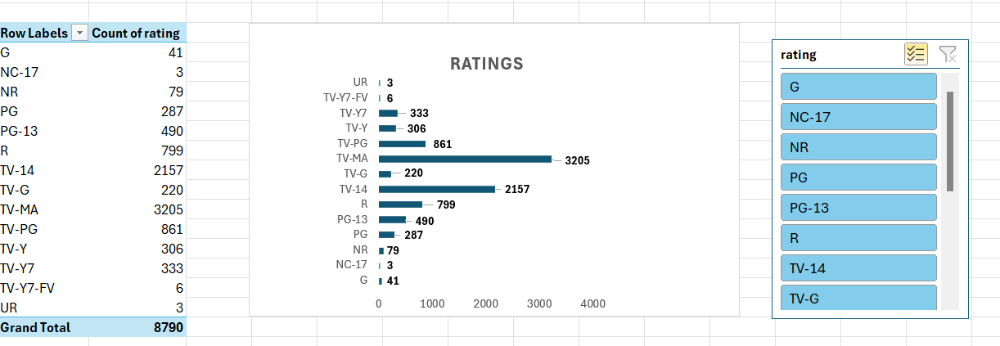 Row Labels Count of rating
G 41
NC-17 3
NR 79
PG 287
PG-13 490
R 799
TV-14 2157
TV-G 220
TV-MA 3205
TV-PG 861
TV-Y 306
TV-Y7 333
TV-Y7-FV 6
UR 3
Grand Total 8790
RATINGS
UR 3
TV-Y7-FV 6
TV-Y7 333
TV-Y 306
TV-PG 861
TV-MA 3205
TV-G 220
TV-14 2157
R 799
PG-13 490
PG 287
NR 79
NC-17 3
G 41
0 1000 2000 3000 4000
rating
G
NC-17
NR
PG
PG-13
R
TV-14
TV-G